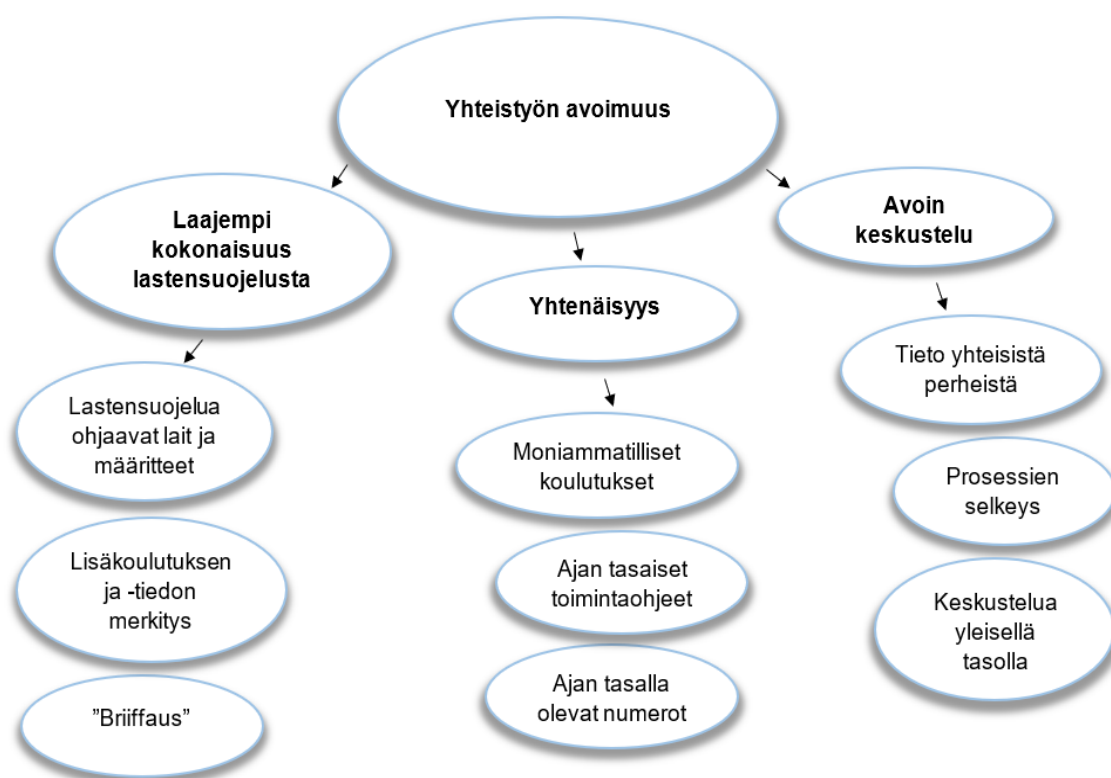 Yhteistyön avoimuus
Laajempi
kokonaisuus
lastensuojelusta
Lastensuojelua
ohjaavat lait ja
määritteet
Lisäkoulutuksen
ja -tiedon
merkitys
”Briiffaus”
Yhtenäisyys
Moniammatilliset
koulutukset
Ajan tasaiset
toimintaohjeet
Ajan tasalla
olevat numerot
Avoin
keskustelu
Tieto yhteisistä
perheistä
Prosessien
selkeys
Keskustelua
yleisellä
tasolla